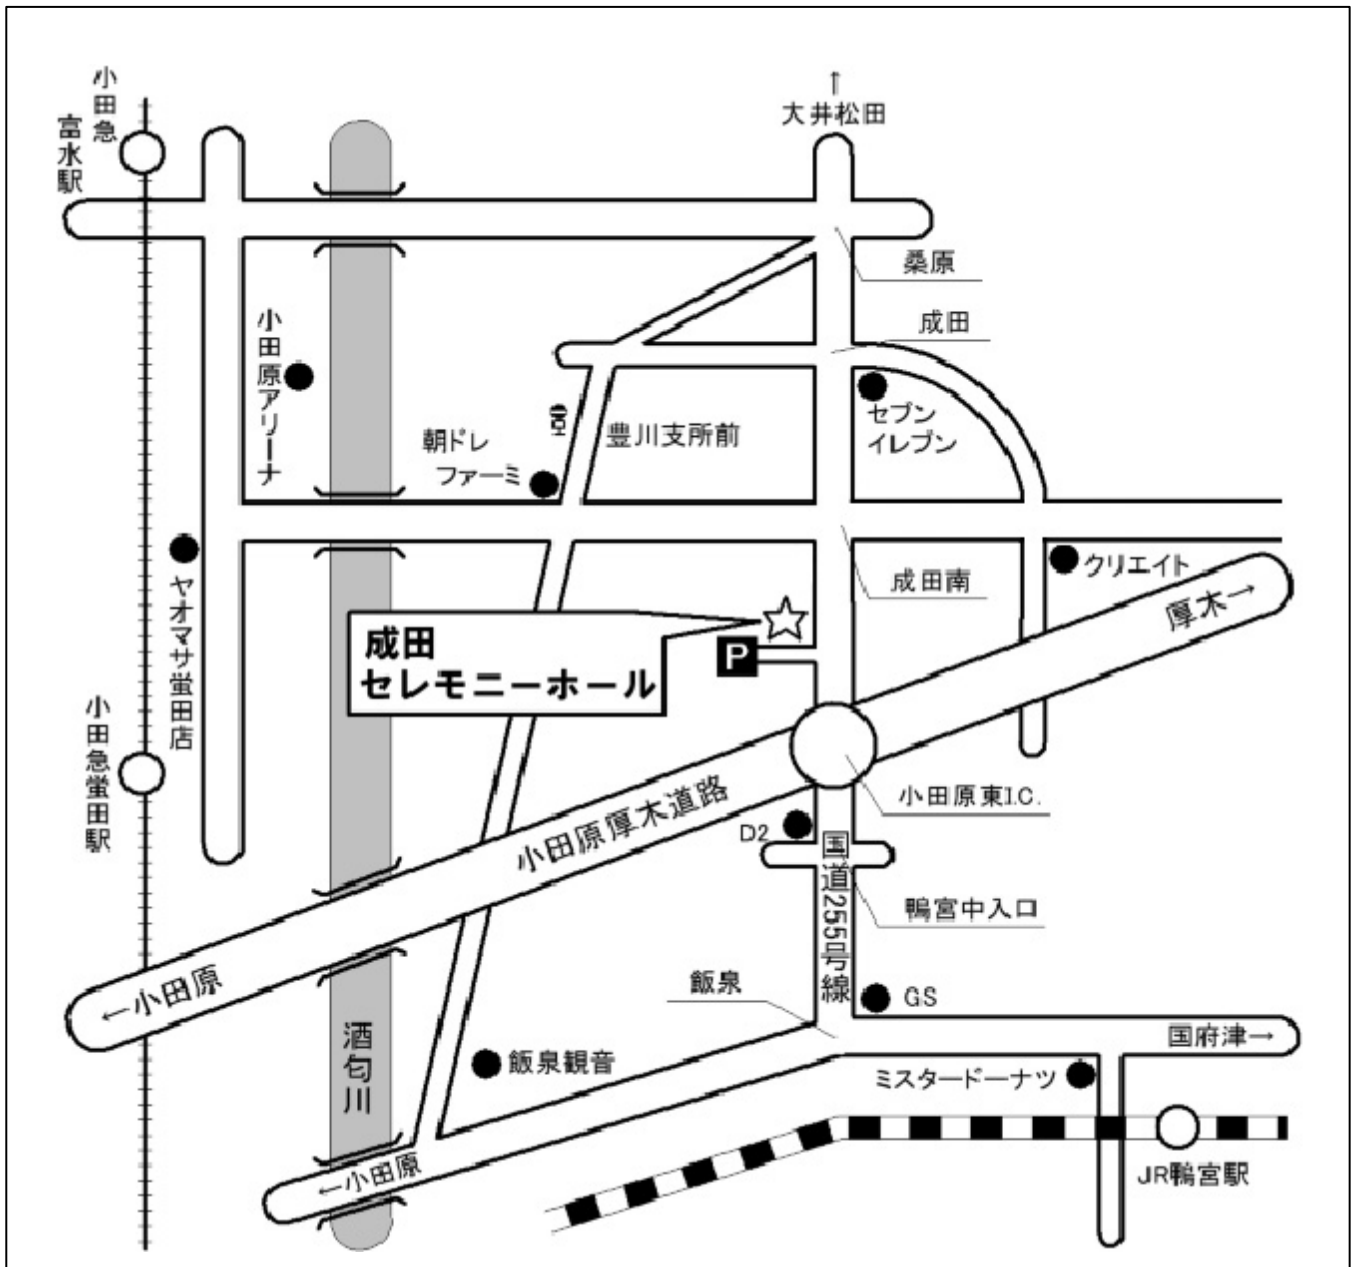 小田急
富水駅
↑
大井松田
桑原
成田
小田原アリーナ
セブン
イレブン
朝ドレ
ファーミ
豊川支所前
ヤオマサ蛍田店
成田南
クリエイト
厚木→
成田
セレモニーホール
P
小田急蛍田駅
小田原厚木道路
小田原東I.C.
D2
国道255号線
鴨宮中入口
←小田原
飯泉
GS
酒匂川
飯泉観音
国府津→
ミスタードーナツ
←小田原
JR鴨宮駅